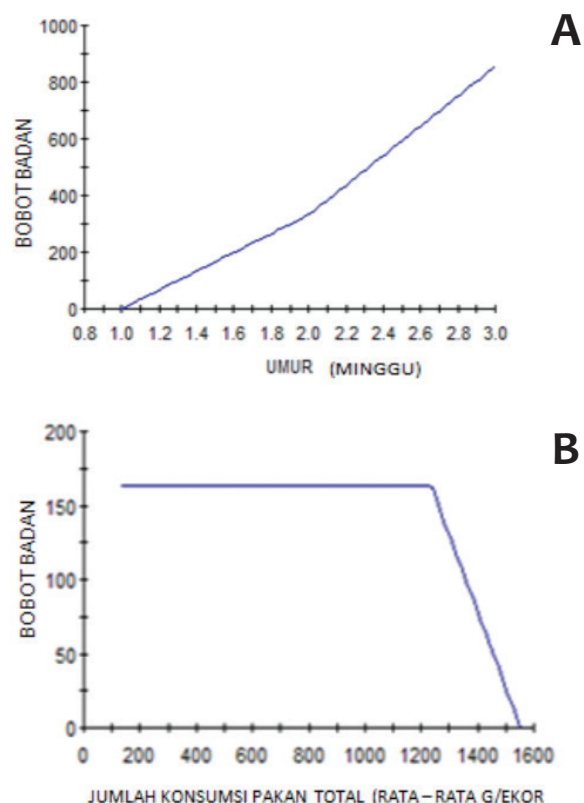 A
1000
800
600
400
200
0
BOBOT BADAN
0.8 1.0 1.2 1.4 1.6 1.8 2.0 2.2 2.4 2.6 2.8 3.0
UMUR (MINGGU)
B
200
150
100
50
0
BOBOT BADAN
0 200 400 600 800 1000 1200 1400 1600
JUMLAH KONSUMSI PAKAN TOTAL (RATA – RATA G/EKOR